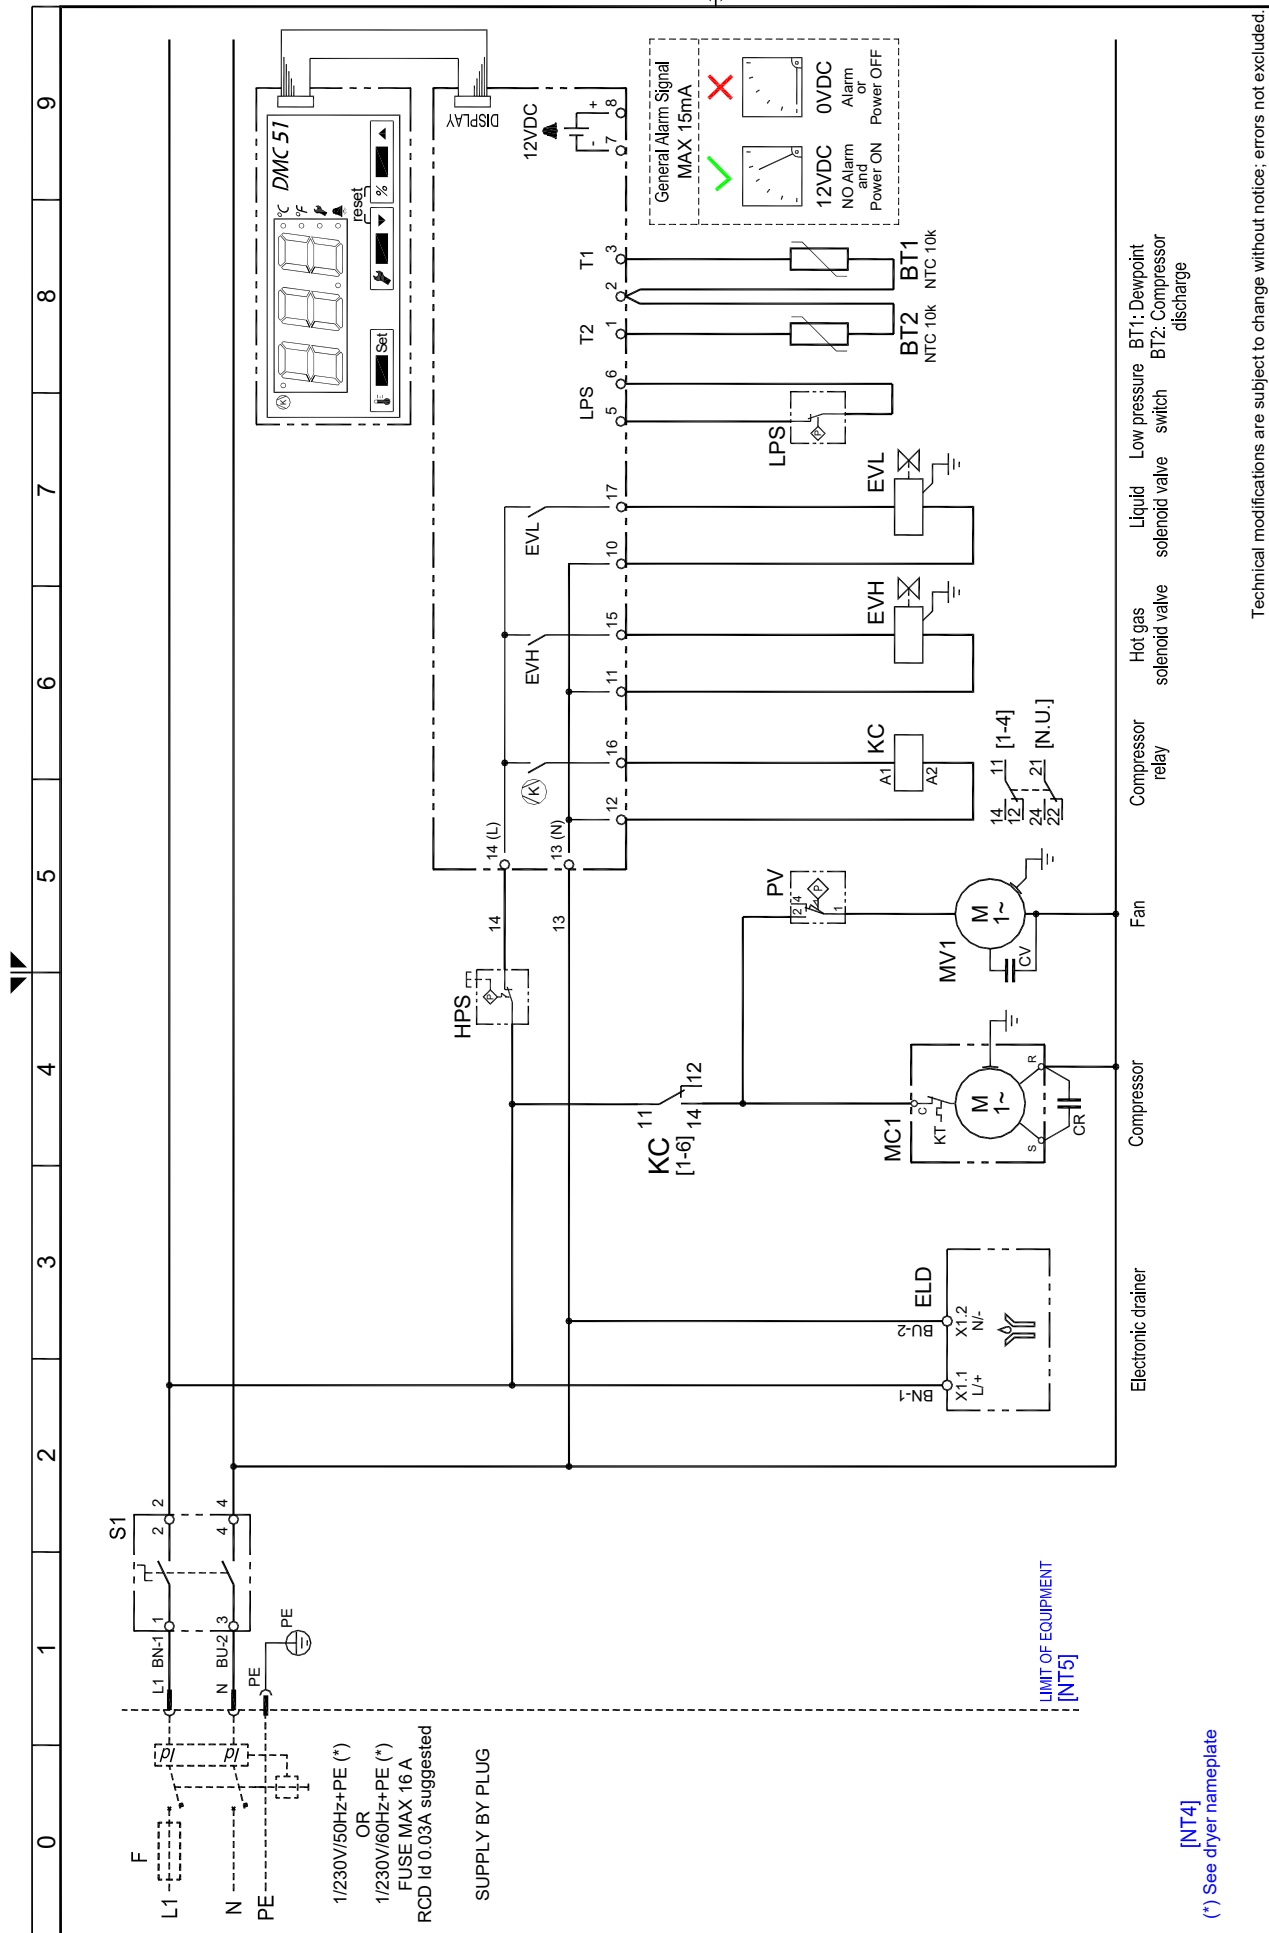 0 1 2 3 4 5 6 7 8 9
F
L1
N
PE
Id
Id
1/230V/50Hz+PE (*)
OR
1/230V/60Hz+PE (*)
FUSE MAX 16 A
RCD Id 0.03A suggested
SUPPLY BY PLUG
L1 BN-1
N BU-2
PE
PE
S1
1 2 2
3 4 4
LIMIT OF EQUIPMENT
[NT5]
[NT4]
(*) See dryer nameplate
BN-1
BU-2
ELD
X1.1
L/+
X1.2
N/-
Electronic drainer
HPS
P
14
13
14 (L)
13 (N)
KC
[1-6]
11
14
12
MC1
C
KT
M
1~
S
R
CR
Compressor
PV
2 4
P
1
MV1
M
1~
CV
Fan
K
12
16
KC
A1
A2
14
12
11
[1-4]
24
22
21
[N.U.]
Compressor
relay
EVH
11
15
EVH
Hot gas
solenoid valve
EVL
10
17
EVL
Liquid
solenoid valve
LPS
5
6
LPS
P
Low pressure
switch
T2
T1
1
2
3
BT2
NTC 10k
BT1
NTC 10k
BT1: Dewpoint
BT2: Compressor
discharge
DISPLAY
12VDC
-
+
7
8
K
°C
°F
DMC 51
Set
reset
%
General Alarm Signal
MAX 15mA
12VDC
NO Alarm
and
Power ON
0VDC
Alarm
or
Power OFF
Technical modifications are subject to change without notice; errors not excluded.